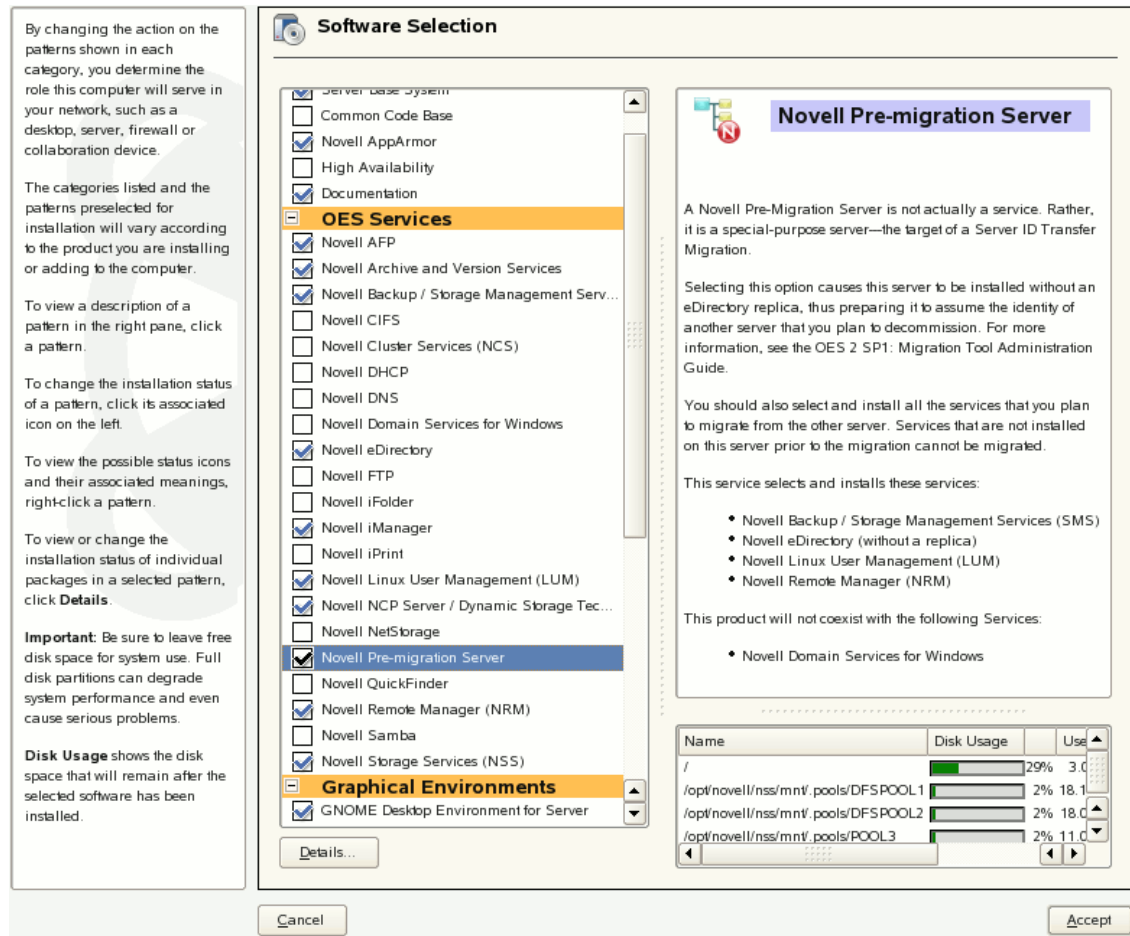 By changing the action on the
patterns shown in each
category, you determine the
role this computer will serve in
your network, such as a
desktop, server, firewall or
collaboration device.
The categories listed and the
patterns preselected for
installation will vary according
to the product you are installing
or adding to the computer.
To view a description of a
pattern in the right pane, click
a pattern.
To change the installation status
of a pattern, click its associated
icon on the left.
To view the possible status icons
and their associated meanings,
right-click a pattern.
To view or change the
installation status of individual
packages in a selected pattern,
click Details.
Important: Be sure to leave free
disk space for system use. Full
disk partitions can degrade
system performance and even
cause serious problems.
Disk Usage shows the disk
space that will remain after the
selected software has been
installed.
Software Selection
Server Base System
Common Code Base
Novell AppArmor
High Availability
Documentation
OES Services
Novell AFP
Novell Archive and Version Services
Novell Backup / Storage Management Serv...
Novell CIFS
Novell Cluster Services (NCS)
Novell DHCP
Novell DNS
Novell Domain Services for Windows
Novell eDirectory
Novell FTP
Novell iFolder
Novell iManager
Novell iPrint
Novell Linux User Management (LUM)
Novell NCP Server / Dynamic Storage Tec...
Novell NetStorage
Novell Pre-migration Server
Novell QuickFinder
Novell Remote Manager (NRM)
Novell Samba
Novell Storage Services (NSS)
Graphical Environments
GNOME Desktop Environment for Server
Details...
N
Novell Pre-migration Server
A Novell Pre-Migration Server is not actually a service. Rather,
it is a special-purpose server—the target of a Server ID Transfer
Migration.
Selecting this option causes this server to be installed without an
eDirectory replica, thus preparing it to assume the identity of
another server that you plan to decommission. For more
information, see the OES 2 SP1: Migration Tool Administration
Guide.
You should also select and install all the services that you plan
to migrate from the other server. Services that are not installed
on this server prior to the migration cannot be migrated.
This service selects and installs these services:
• Novell Backup / Storage Management Services (SMS)
• Novell eDirectory (without a replica)
• Novell Linux User Management (LUM)
• Novell Remote Manager (NRM)
This product will not coexist with the following Services:
• Novell Domain Services for Windows
Name Disk Usage Use
/ 29% 3.0
/opt/novell/nss/mnt/.pools/DFSPOOL1 2% 18.1
/opt/novell/nss/mnt/.pools/DFSPOOL2 2% 18.0
/opt/novell/nss/mnt/.pools/POOL3 2% 11.0
Cancel
Accept